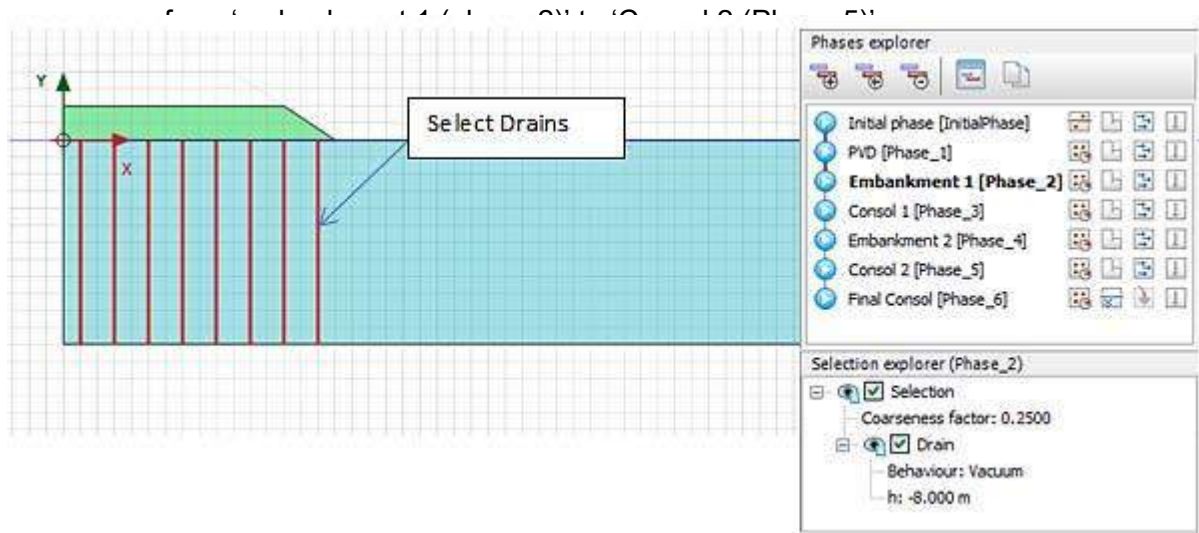 Y
X
Select Drains
Phases explorer
Initial phase [InitialPhase]
PVD [Phase_1]
Embankment 1 [Phase_2]
Consol 1 [Phase_3]
Embankment 2 [Phase_4]
Consol 2 [Phase_5]
Final Consol [Phase_6]
Selection explorer (Phase_2)
Selection
Coarseness factor: 0.2500
Drain
Behaviour: Vacuum
h: -8.000 m